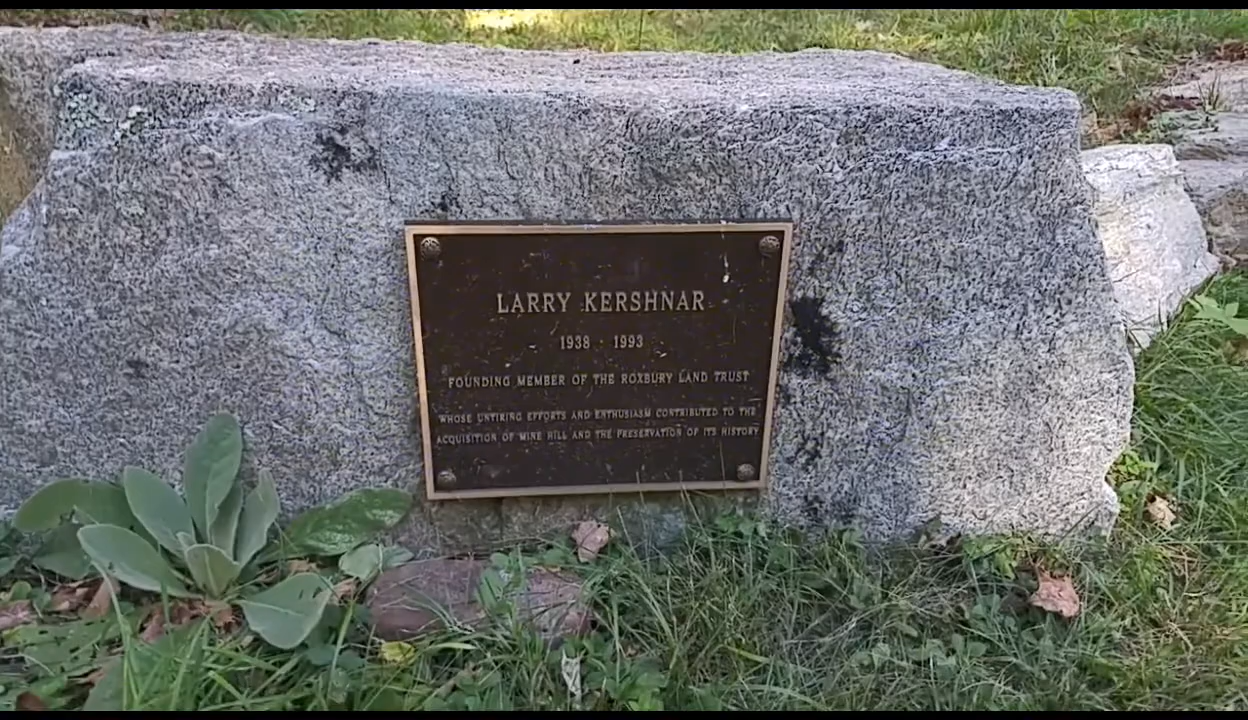 LARRY KERSHNAR
1938 · 1993
FOUNDING MEMBER OF THE ROXBURY LAND TRUST
WHOSE UNTIRING EFFORTS AND ENTHUSIASM CONTRIBUTED TO THE
ACQUISITION OF MINE HILL AND THE PRESERVATION OF ITS HISTORY